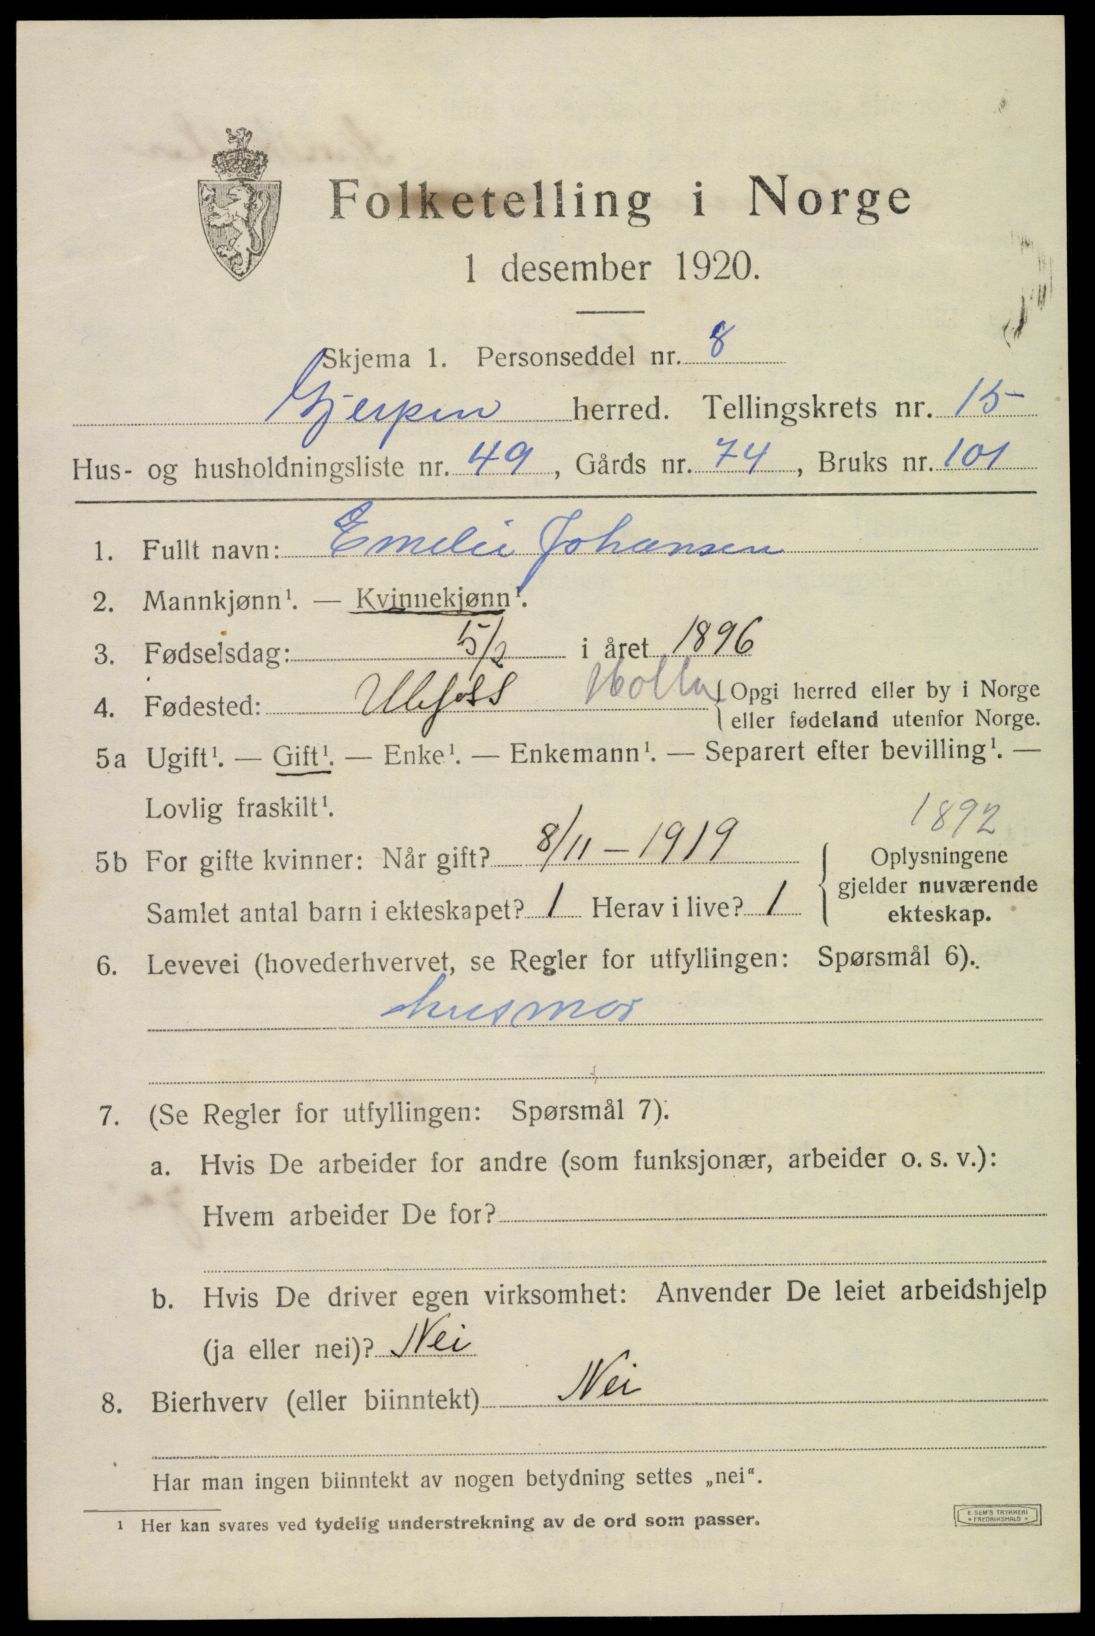 Folketelling i Norge
1 desember 1920.
Skjema 1. Personseddel nr. 8
Gjerpen herred. Tellingskrets nr. 15
Hus- og husholdningsliste nr. 49, Gårds nr. 74, Bruks nr. 101
1. Fullt navn: Emelie Johansen
2. Mannkjønn¹. — Kvinnekjønn¹.
3. Fødselsdag: 5/2 i året 1896
4. Fødested: Ulefoss Holla {Opgi herred eller by i Norge
eller fødeland utenfor Norge.
5a Ugift¹. — Gift¹. — Enke¹. — Enkemann¹. — Separert efter bevilling¹. —
Lovlig fraskilt¹.
1892
5b For gifte kvinner: Når gift? 8/11 — 1919
Samlet antal barn i ekteskapet? 1 Herav i live? 1
{Oplysningene
gjelder nuværende
ekteskap.
6. Levevei (hovederhvervet, se Regler for utfyllingen: Spørsmål 6).
husmor
7. (Se Regler for utfyllingen: Spørsmål 7).
a. Hvis De arbeider for andre (som funksjonær, arbeider o. s. v.):
Hvem arbeider De for?
b. Hvis De driver egen virksomhet: Anvender De leiet arbeidshjelp
(ja eller nei)? Nei
8. Bierhverv (eller biinntekt) Nei
Har man ingen biinntekt av nogen betydning settes „nei“.
¹ Her kan svares ved tydelig understrekning av de ord som passer.
E. SEM'S TRYKKERI
FREDRIKSHALD